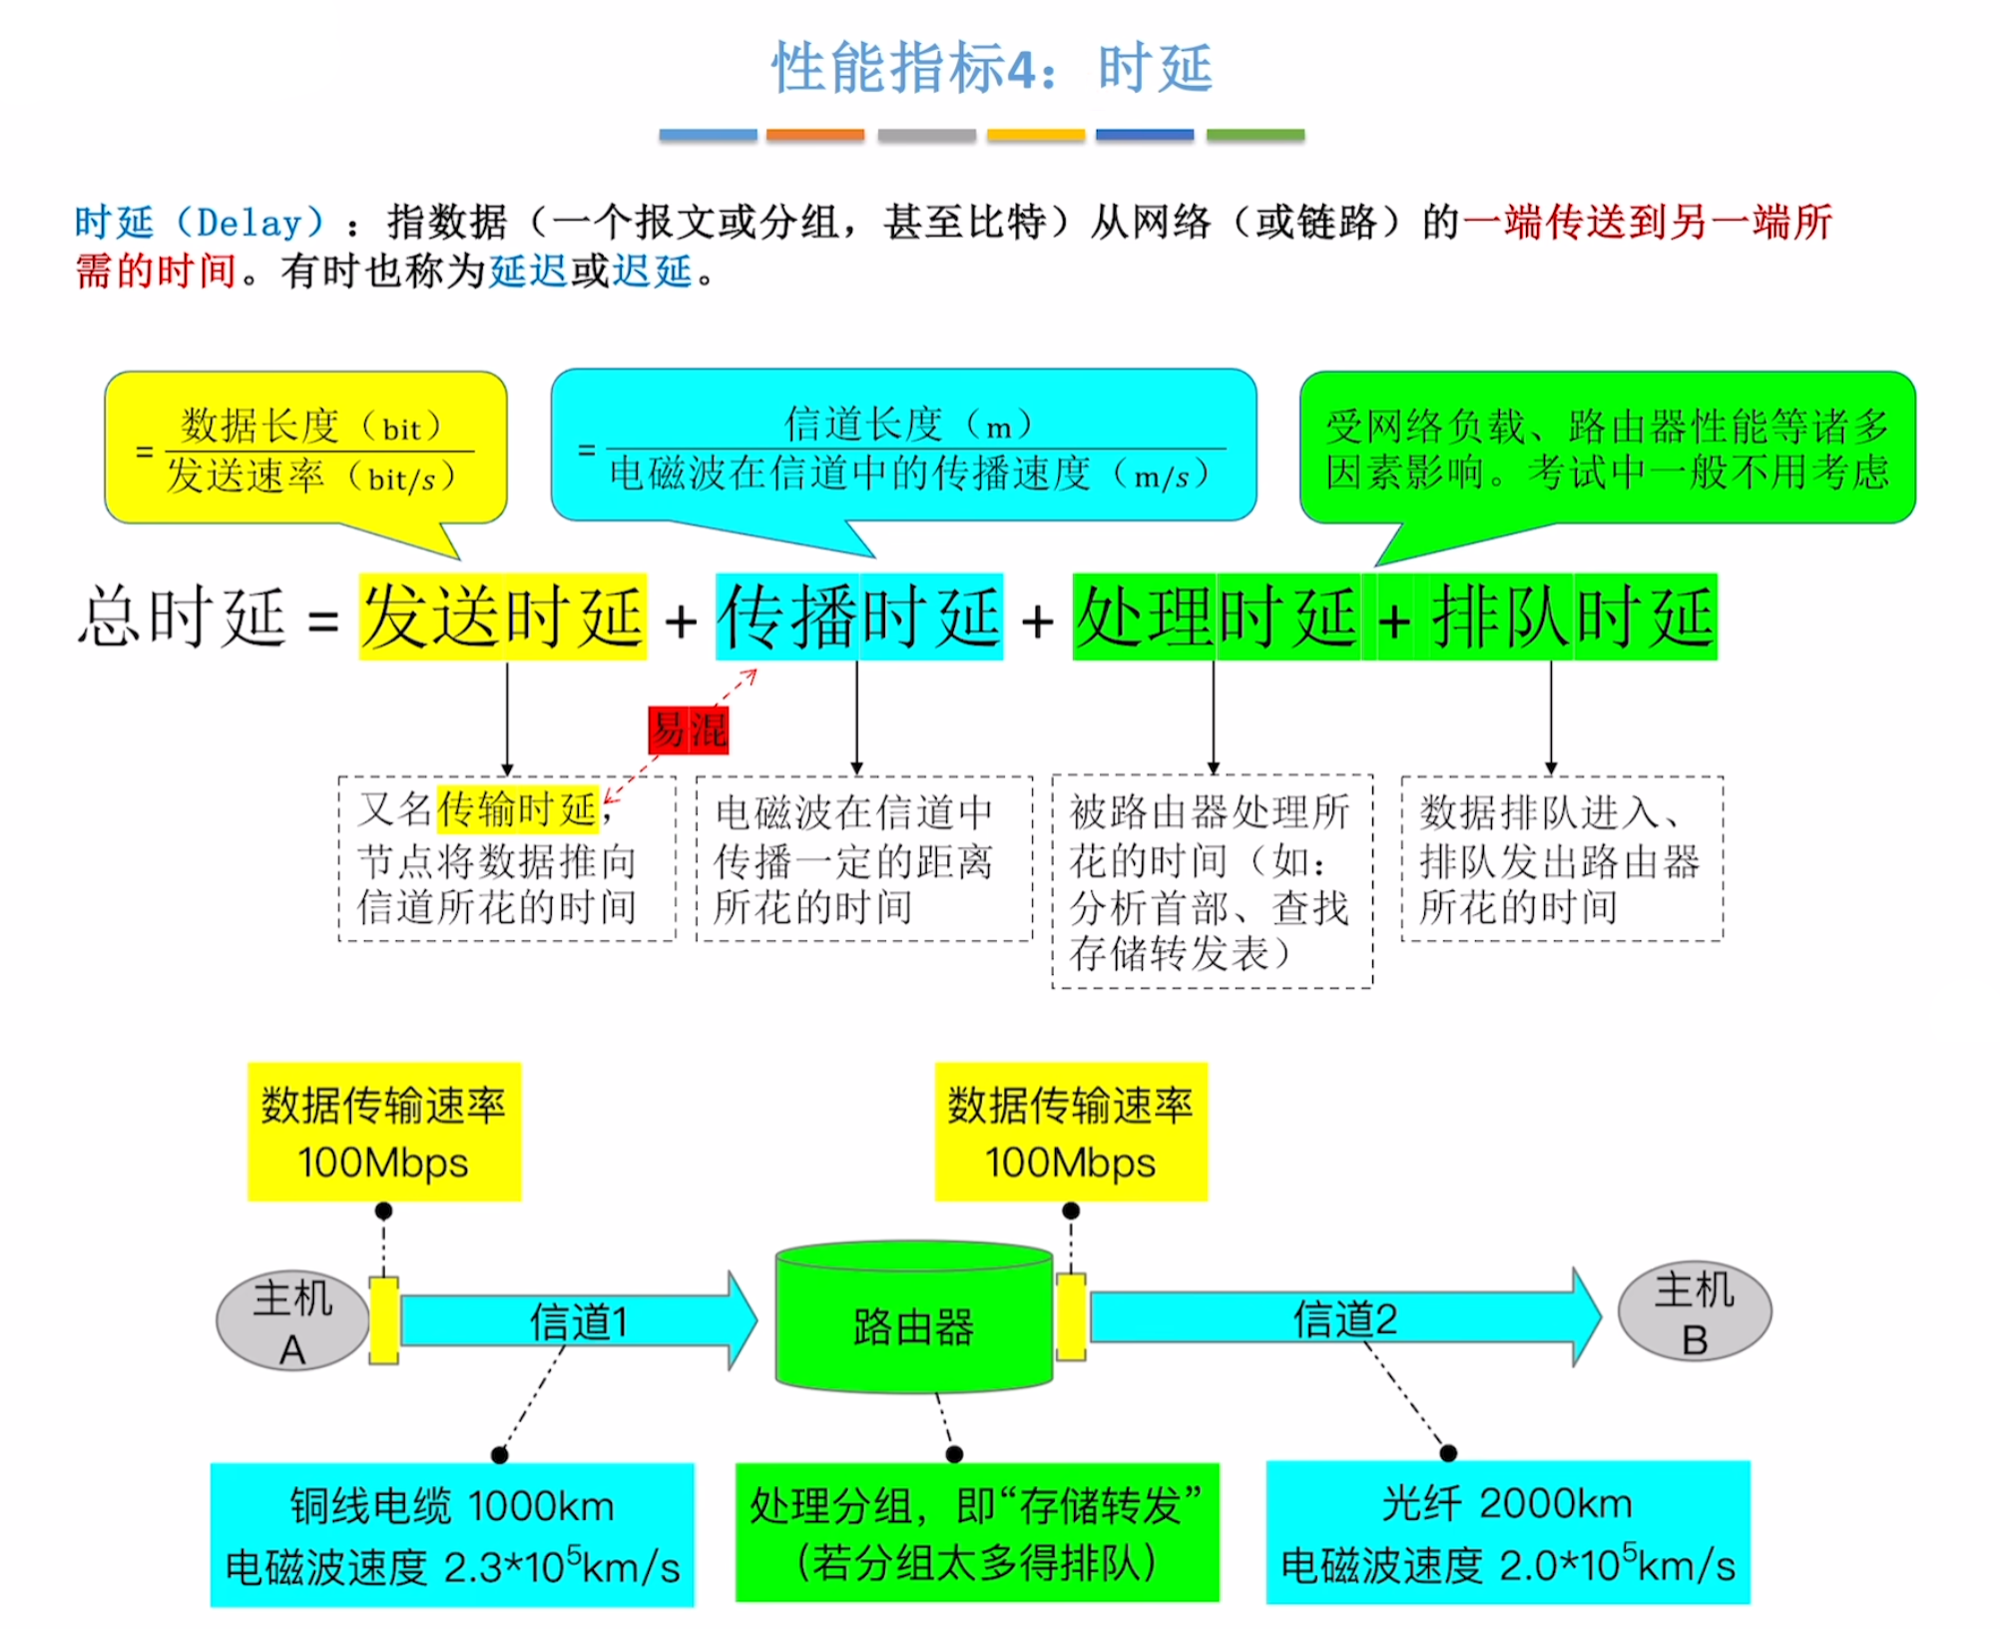 性能指标4：时延
时延（Delay）：指数据（一个报文或分组，甚至比特）从网络（或链路）的一端传送到另一端所
需的时间。有时也称为延迟或迟延。
= 数据长度（bit）
发送速率（bit/s）
= 信道长度（m）
电磁波在信道中的传播速度（m/s）
受网络负载、路由器性能等诸多
因素影响。考试中一般不用考虑
总时延 = 发送时延 + 传播时延 + 处理时延 + 排队时延
易混
又名传输时延，
节点将数据推向
信道所花的时间
电磁波在信道中
传播一定的距离
所花的时间
被路由器处理所
花的时间（如：
分析首部、查找
存储转发表）
数据排队进入、
排队发出路由器
所花的时间
数据传输速率
100Mbps
数据传输速率
100Mbps
主机
A
信道1
路由器
信道2
主机
B
铜线电缆 1000km
电磁波速度 2.3*10⁵km/s
处理分组，即“存储转发”
（若分组太多得排队）
光纤 2000km
电磁波速度 2.0*10⁵km/s